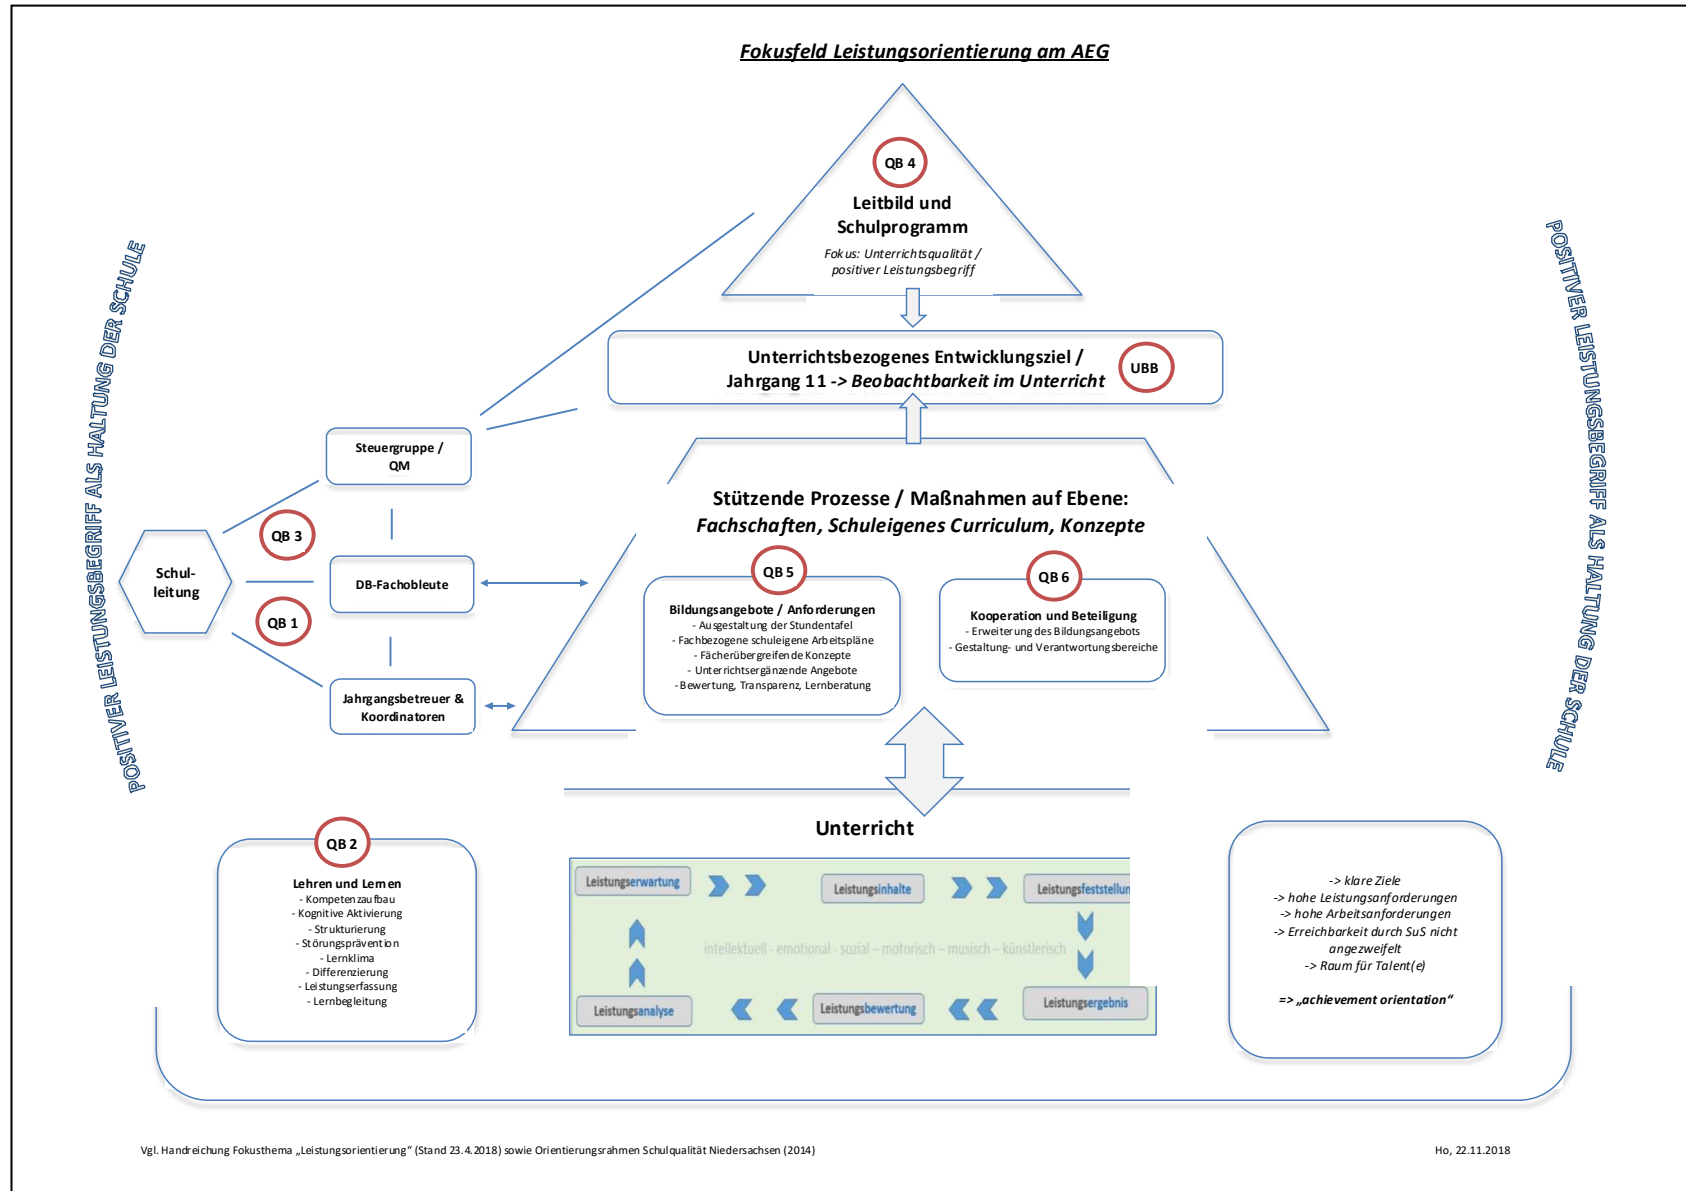 Fokusfeld Leistungsorientierung am AEG
QB 4
Leitbild und
Schulprogramm
Fokus: Unterrichtsqualität /
positiver Leistungsbegriff
POSITIVER LEISTUNGSBEGRIFF ALS HALTUNG DER SCHULE
POSITIVER LEISTUNGSBEGRIFF ALS HALTUNG DER SCHULE
Unterrichtsbezogenes Entwicklungsziel /
Jahrgang 11 -> Beobachtbarkeit im Unterricht
UBB
Steuergruppe /
QM
QB 3
Schul-
leitung
DB-Fachobleute
QB 1
Jahrgangsbetreuer &
Koordinatoren
Stützende Prozesse / Maßnahmen auf Ebene:
Fachschaften, Schuleigenes Curriculum, Konzepte
QB 5
Bildungsangebote / Anforderungen
- Ausgestaltung der Stundentafel
- Fachbezogene schuleigene Arbeitspläne
- Fächerübergreifende Konzepte
- Unterrichtsergänzende Angebote
- Bewertung, Transparenz, Lernberatung
QB 6
Kooperation und Beteiligung
- Erweiterung des Bildungsangebots
- Gestaltung- und Verantwortungsbereiche
QB 2
Lehren und Lernen
- Kompetenzaufbau
- Kognitive Aktivierung
- Strukturierung
- Störungsprävention
- Lernklima
- Differenzierung
- Leistungserfassung
- Lernbegleitung
Unterricht
Leistungserwartung
Leistungsinhalte
Leistungsfeststellun
intellektuell - emotional - sozial – motorisch – musisch – künstlerisch
Leistungsanalyse
Leistungsbewertung
Leistungsergebnis
-> klare Ziele
-> hohe Leistungsanforderungen
-> hohe Arbeitsanforderungen
-> Erreichbarkeit durch SuS nicht
angezweifelt
-> Raum für Talent(e)
=> „achievement orientation“
Vgl. Handreichung Fokusthema „Leistungsorientierung“ (Stand 23.4.2018) sowie Orientierungsrahmen Schulqualität Niedersachsen (2014)
Ho, 22.11.2018